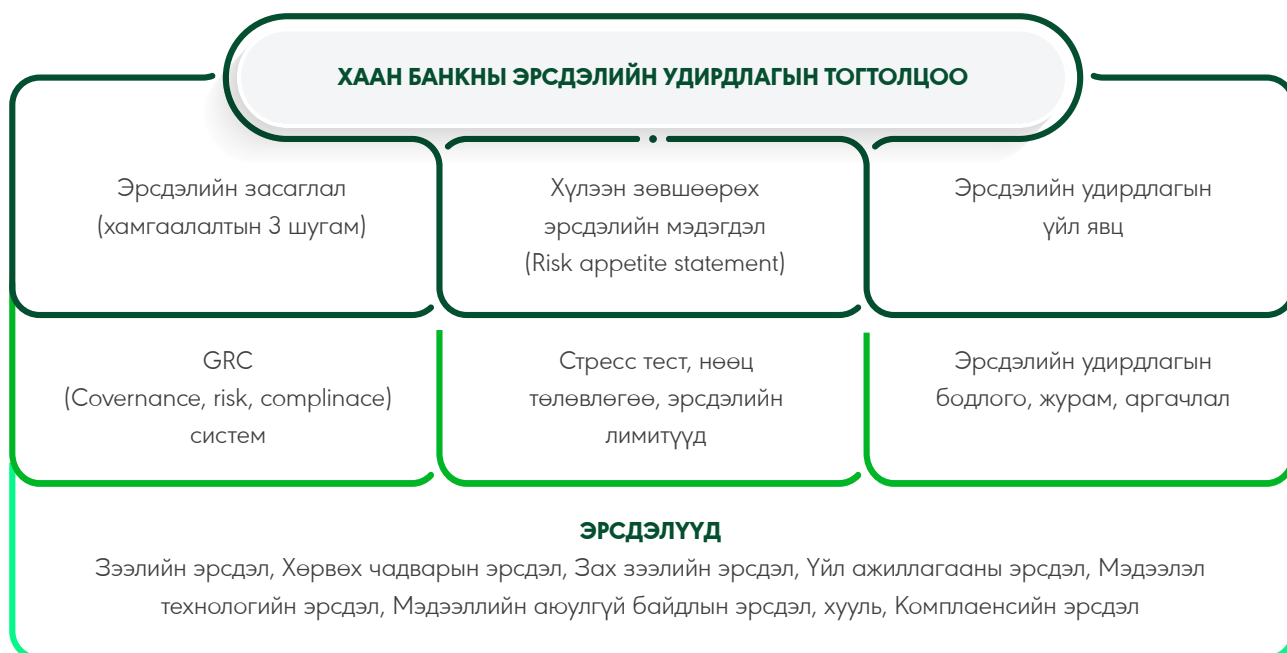 ХААН БАНКНЫ ЭРСДЭЛИЙН УДИРДЛАГЫН ТОГТОЛЦОО
Эрсдэлийн засаглал
(хамгаалалтын 3 шугам)
Хүлээн зөвшөөрөх
эрсдэлийн мэдэгдэл
(Risk appetite statement)
Эрсдэлийн удирдлагын
үйл явц
GRC
(Covernance, risk, complinace)
систем
Стресс тест, нөөц
төлөвлөгөө, эрсдэлийн
лимитүүд
Эрсдэлийн удирдлагын
бодлого, журам, аргачлал
ЭРСДЭЛҮҮД
Зээлийн эрсдэл, Хөрвөх чадварын эрсдэл, Зах зээлийн эрсдэл, Үйл ажиллагааны эрсдэл, Мэдээлэл
технологийн эрсдэл, Мэдээллийн аюулгүй байдлын эрсдэл, хууль, Комплаенсийн эрсдэл